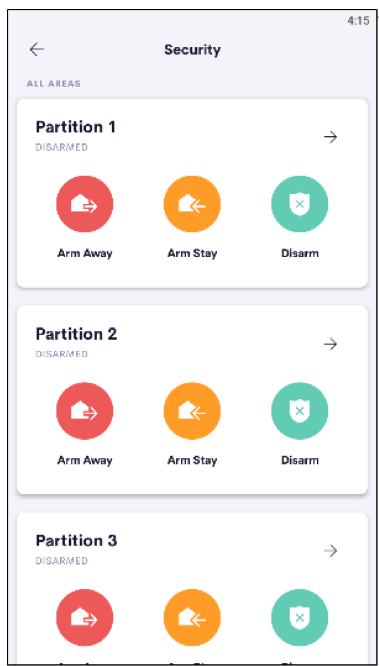 4:15
Security
ALL AREAS
Partition 1
DISARMED
Arm Away Arm Stay Disarm
Partition 2
DISARMED
Arm Away Arm Stay Disarm
Partition 3
DISARMED